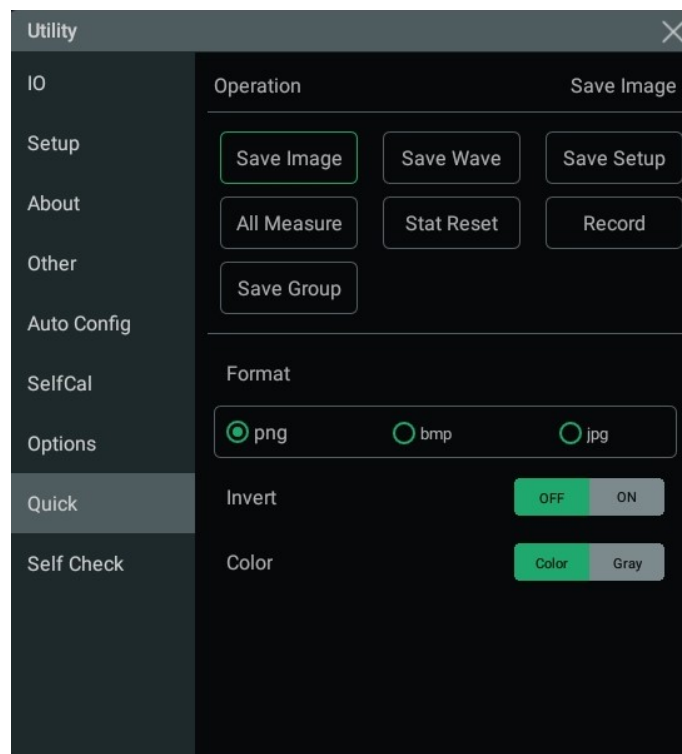 Utility
IO
Setup
About
Other
Auto Config
SelfCal
Options
Quick
Self Check
Operation Save Image
Save Image Save Wave Save Setup
All Measure Stat Reset Record
Save Group
Format
png bmp jpg
Invert OFF ON
Color Color Gray